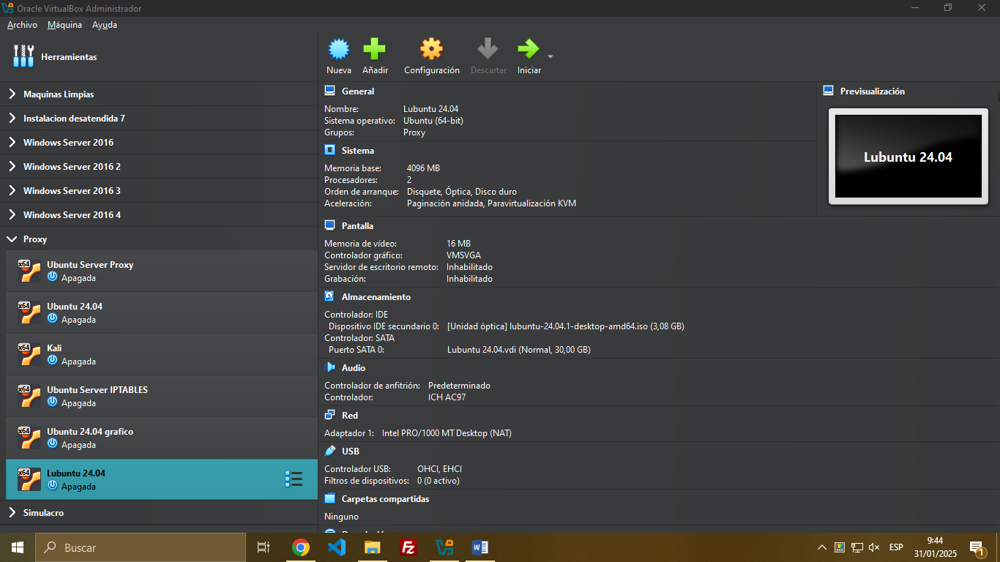 Oracle VirtualBox Administrador
Archivo Máquina Ayuda
Herramientas
Maquinas Limpias
Instalacion desatendida 7
Windows Server 2016
Windows Server 2016 2
Windows Server 2016 3
Windows Server 2016 4
Proxy
x64
Ubuntu Server Proxy
Apagada
x64
Ubuntu 24.04
Apagada
x64
Kali
Apagada
x64
Ubuntu Server IPTABLES
Apagada
x64
Ubuntu 24.04 grafico
Apagada
x64
Lubuntu 24.04
Apagada
Simulacro
Nueva Añadir Configuración Descartar Iniciar
General
Nombre: Lubuntu 24.04
Sistema operativo: Ubuntu (64-bit)
Grupos: Proxy
Sistema
Memoria base: 4096 MB
Procesadores: 2
Orden de arranque: Disquete, Óptica, Disco duro
Aceleración: Paginación anidada, Paravirtualización KVM
Previsualización
Lubuntu 24.04
Pantalla
Memoria de vídeo: 16 MB
Controlador gráfico: VMSVGA
Servidor de escritorio remoto: Inhabilitado
Grabación: Inhabilitado
Almacenamiento
Controlador: IDE
Dispositivo IDE secundario 0: [Unidad óptica] lubuntu-24.04.1-desktop-amd64.iso (3,08 GB)
Controlador: SATA
Puerto SATA 0: Lubuntu 24.04.vdi (Normal, 30,00 GB)
Audio
Controlador de anfitrión: Predeterminado
Controlador: ICH AC97
Red
Adaptador 1: Intel PRO/1000 MT Desktop (NAT)
USB
Controlador USB: OHCI, EHCI
Filtros de dispositivos: 0 (0 activo)
Carpetas compartidas
Ninguno
Buscar
ESP
9:44
31/01/2025
1